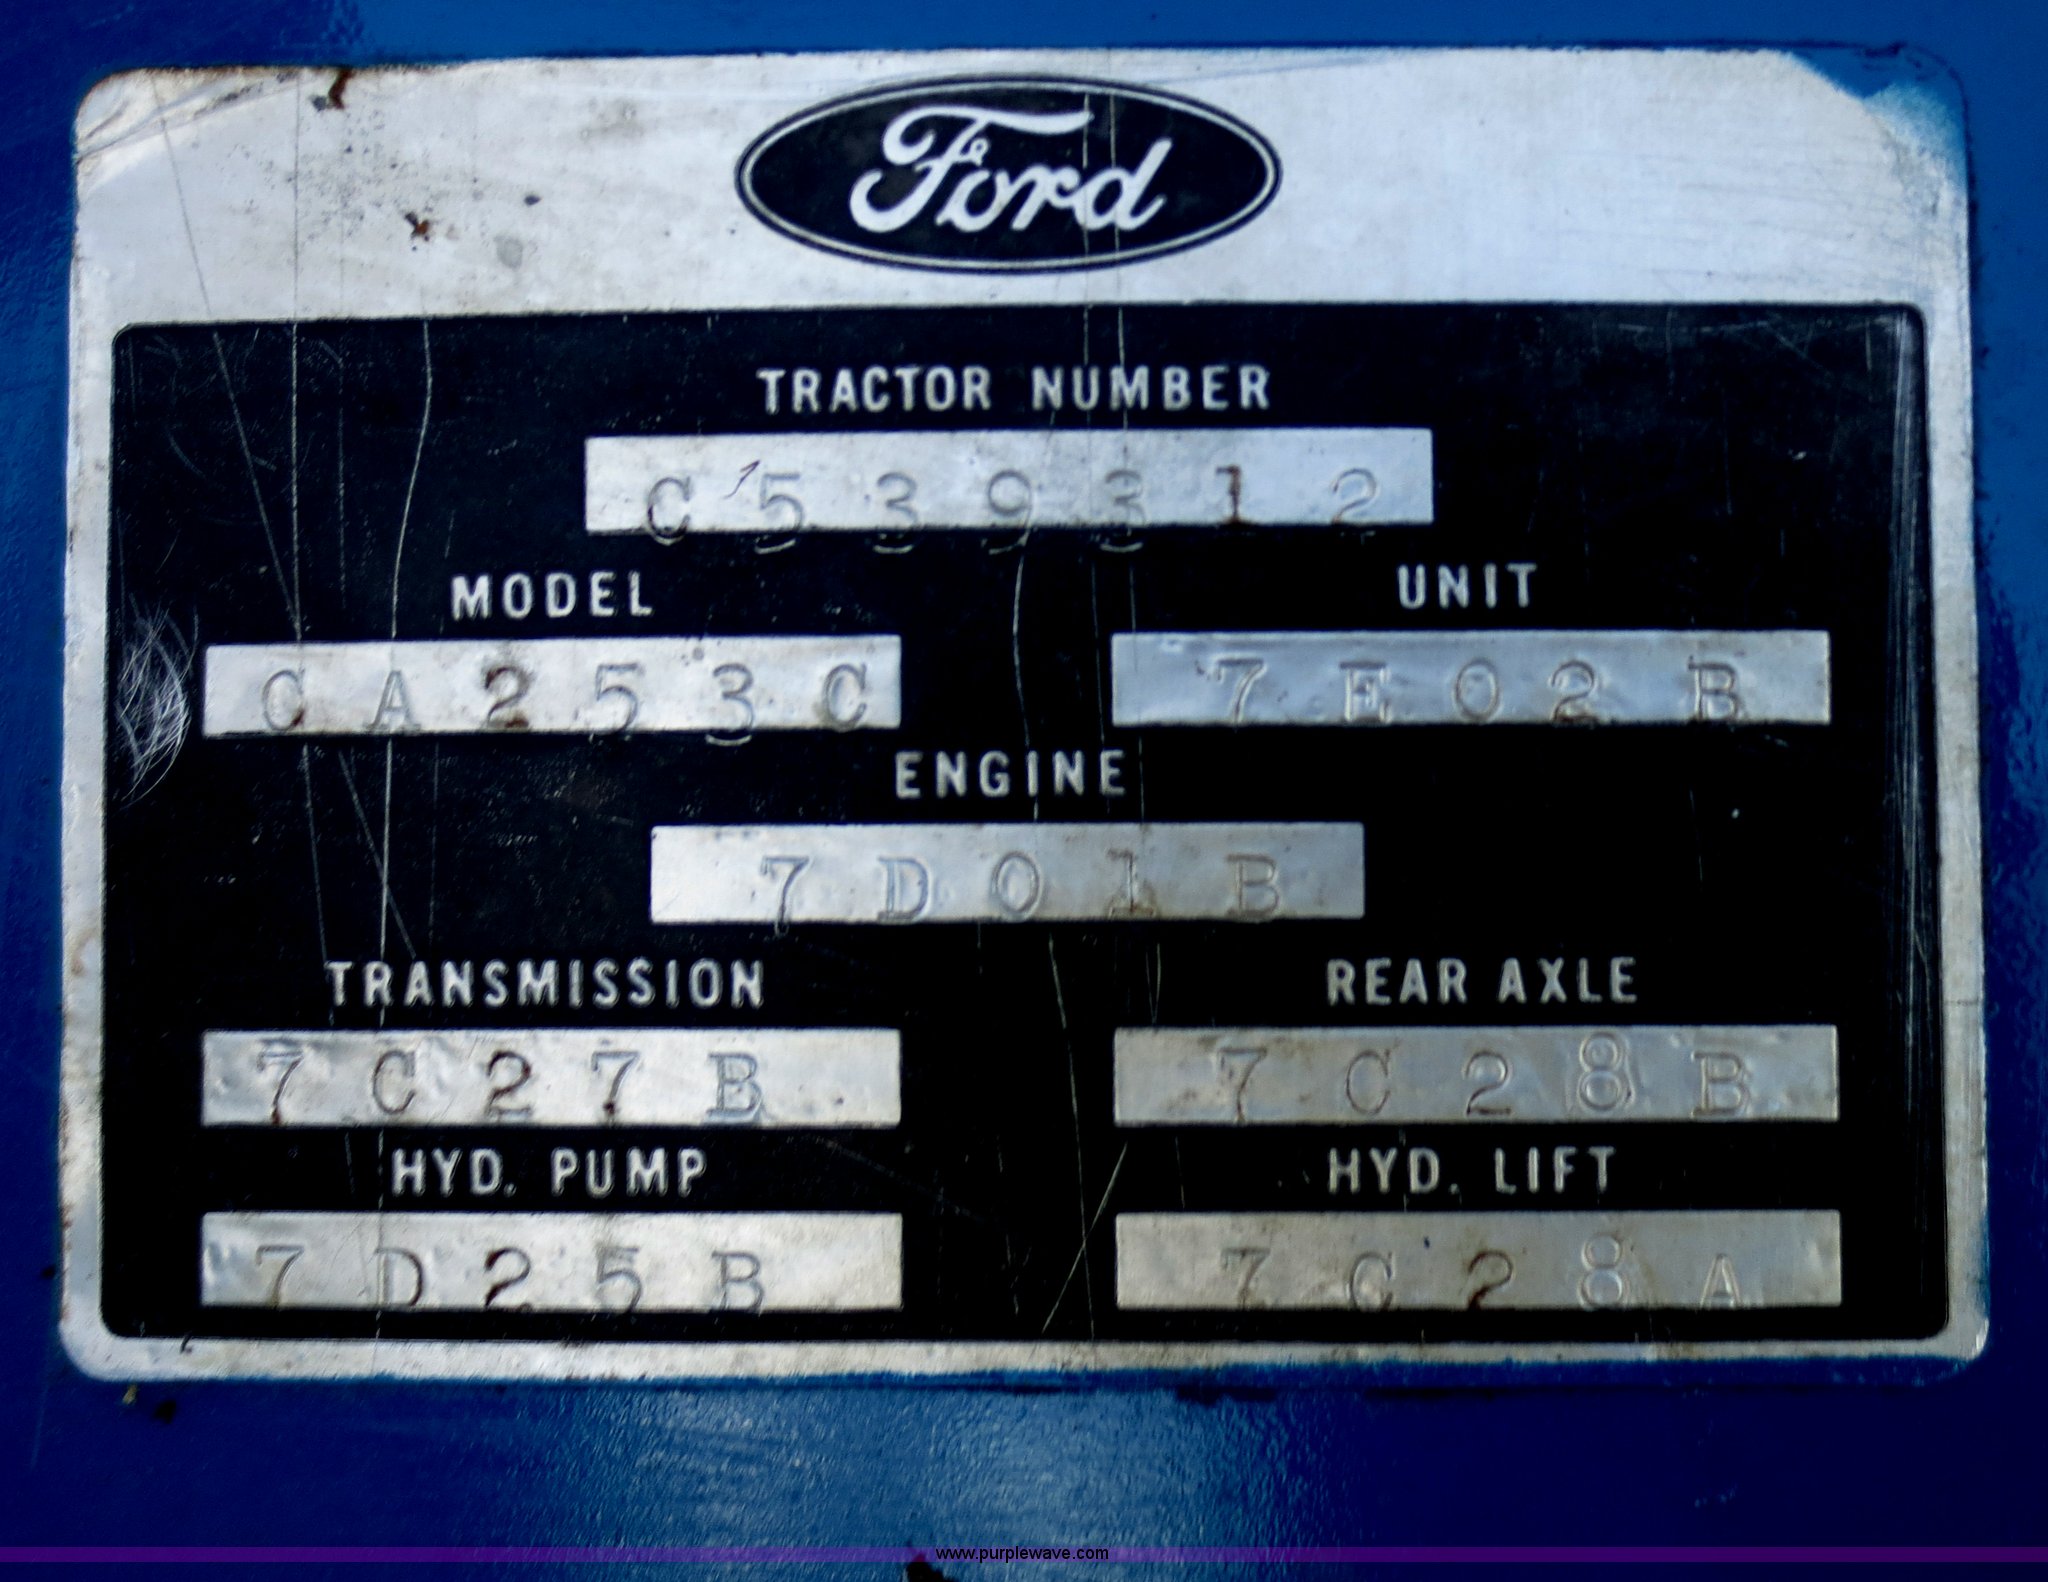 Ford
TRACTOR NUMBER
C539312
MODEL UNIT
CA253C 7E02B
ENGINE
7D01B
TRANSMISSION REAR AXLE
7C27B 7C28B
HYD. PUMP HYD. LIFT
7D25B 7C28A
www.purplewave.com